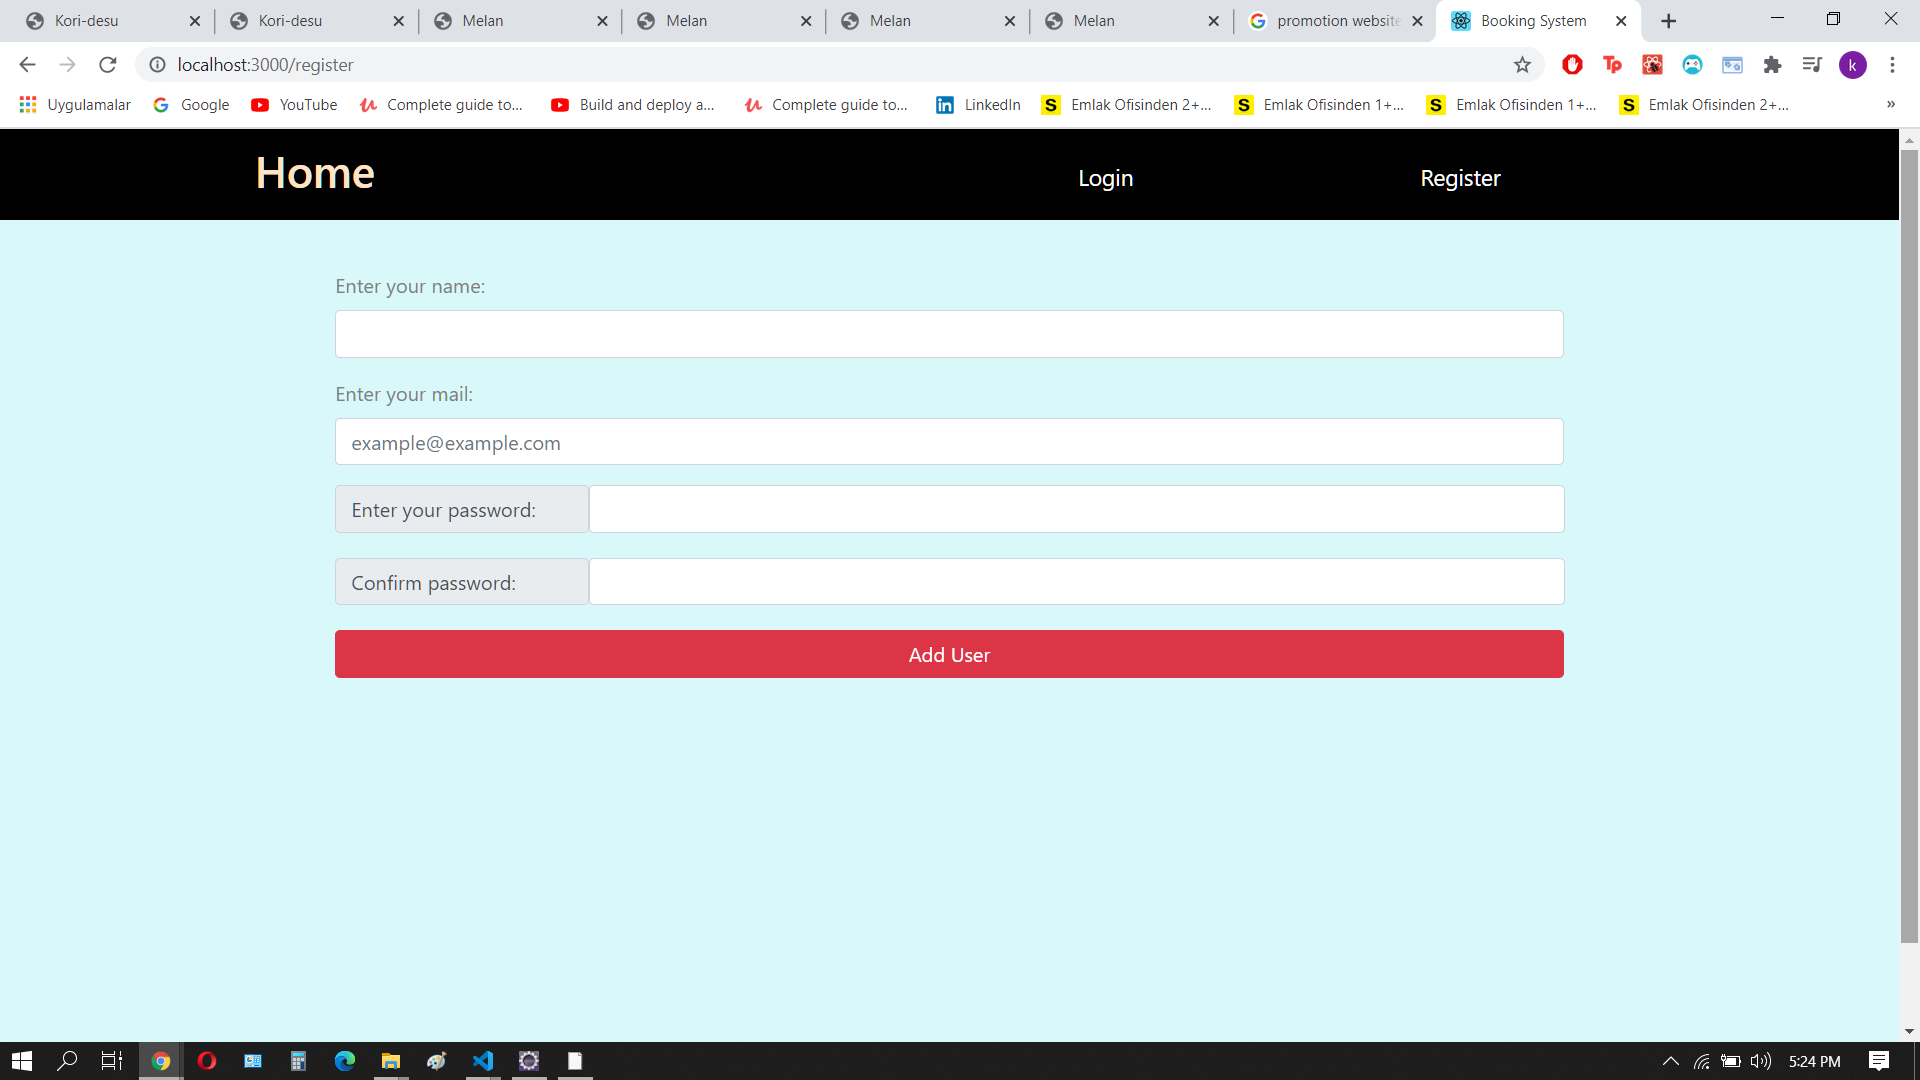 Kori-desu
Kori-desu
Melan
Melan
Melan
Melan
promotion website
Booking System
localhost:3000/register
k
Uygulamalar
Google
YouTube
Complete guide to...
Build and deploy a...
Complete guide to...
LinkedIn
Emlak Ofisinden 2+...
Emlak Ofisinden 1+...
Emlak Ofisinden 1+...
Emlak Ofisinden 2+...
Home
Login
Register
Enter your name:
Enter your mail:
example@example.com
Enter your password:
Confirm password:
Add User
5:24 PM